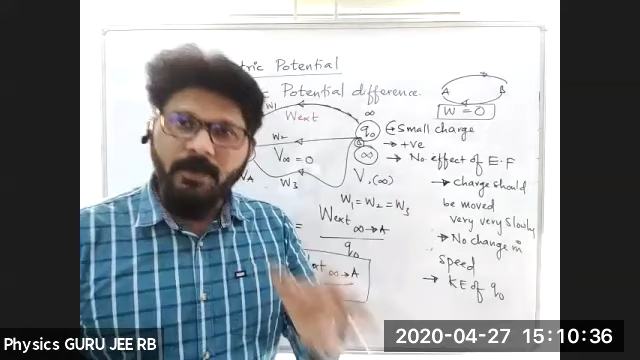 tric Potential
Potential difference.
W1
Wext
∞
A
B
W = 0
q₀
Small charge
→ +ve
W2
V∞ = 0
∞
→ No effect of E.F
VA
W3
V.(∞)
→ charge should
be moved
very very slowly
W1 = W2 = W3
= Wext ∞→A
q₀
→ No change in
speed
ext ∞→A
→ KE of q₀
Physics GURU JEE RB
2020-04-27 15:10:36